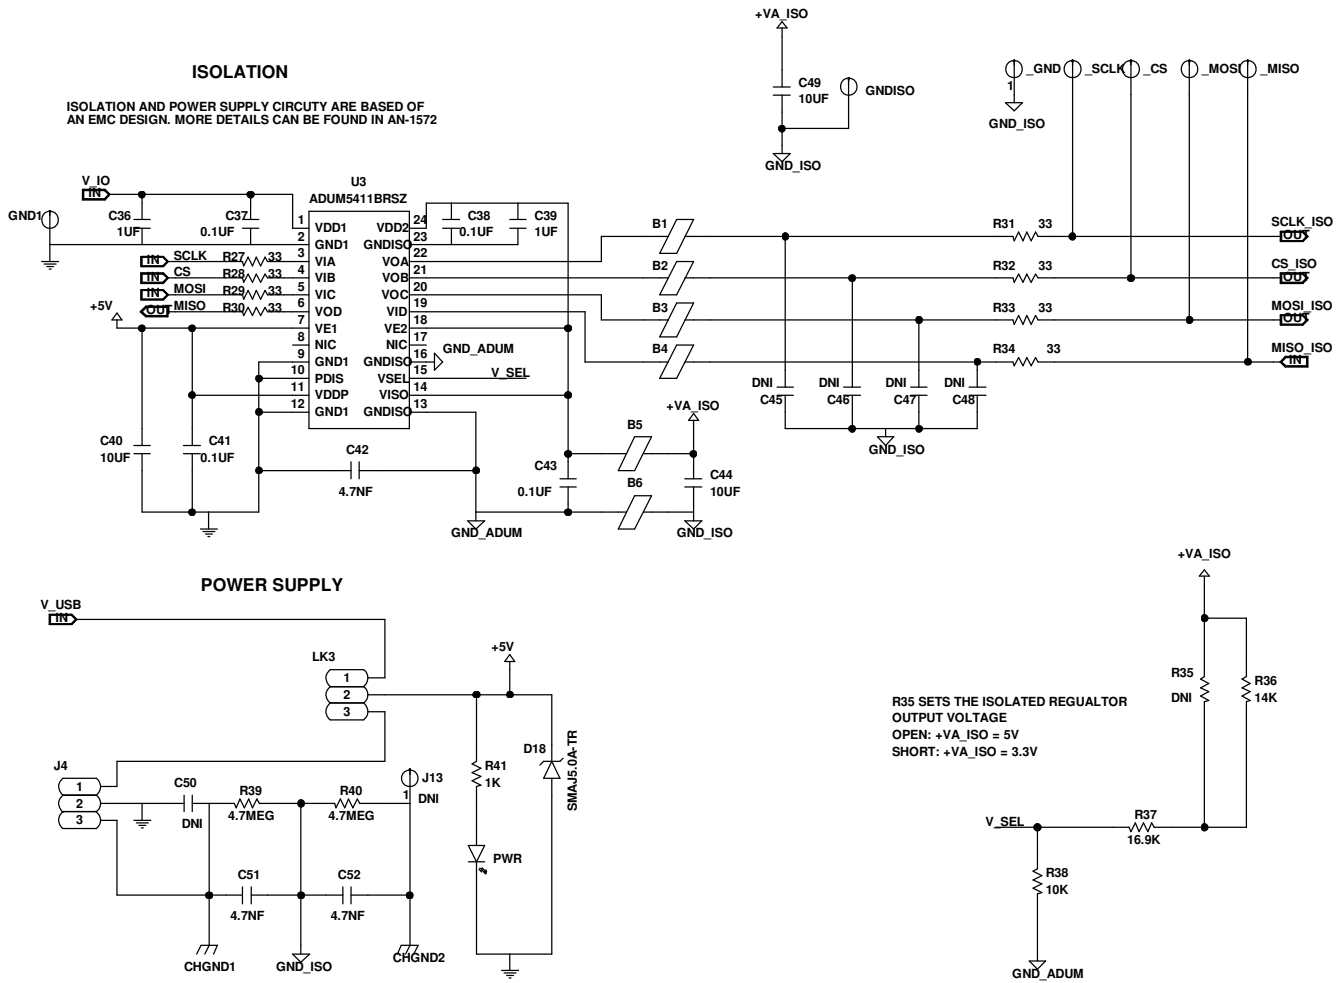 +VA_ISO
C49
10UF
GNDISO
GND_ISO
_GND
_SCLK
_CS
_MOSI
_MISO
1
GND_ISO
ISOLATION
ISOLATION AND POWER SUPPLY CIRCUTY ARE BASED OF
AN EMC DESIGN. MORE DETAILS CAN BE FOUND IN AN-1572
V_IO
IN
GND1
C36
1UF
C37
0.1UF
U3
ADUM5411BRSZ
1 VDD1
2 GND1
3 VIA
4 VIB
5 VIC
6 VOD
7 VE1
8 NIC
9 GND1
10 PDIS
11 VDDP
12 GND1
VDD2 24
GNDISO 23
VOA 22
VOB 21
VOC 20
VID 19
VE2 18
NIC 17
GNDISO 16
VSEL 15
VISO 14
GNDISO 13
IN SCLK R27 33
IN CS R28 33
IN MOSI R29 33
OUT MISO R30 33
+5V
C38
0.1UF
C39
1UF
GND_ADUM
V_SEL
B1
B2
B3
B4
R31 33
R32 33
R33 33
R34 33
SCLK_ISO
OUT
CS_ISO
OUT
MOSI_ISO
OUT
MISO_ISO
IN
DNI
C45
DNI
C46
DNI
C47
DNI
C48
GND_ISO
C40
10UF
C41
0.1UF
C42
4.7NF
GND_ADUM
C43
0.1UF
B5
B6
+VA_ISO
C44
10UF
GND_ISO
POWER SUPPLY
V_USB
IN
LK3
1
2
3
+5V
J4
1
2
3
C50
DNI
R39
4.7MEG
R40
4.7MEG
J13
1
DNI
R41
1K
D18
SMAJ5.0A-TR
PWR
C51
4.7NF
C52
4.7NF
CHGND1
GND_ISO
CHGND2
+VA_ISO
R35
DNI
R36
14K
R35 SETS THE ISOLATED REGUALTOR
OUTPUT VOLTAGE
OPEN: +VA_ISO = 5V
SHORT: +VA_ISO = 3.3V
V_SEL
R37
16.9K
R38
10K
GND_ADUM